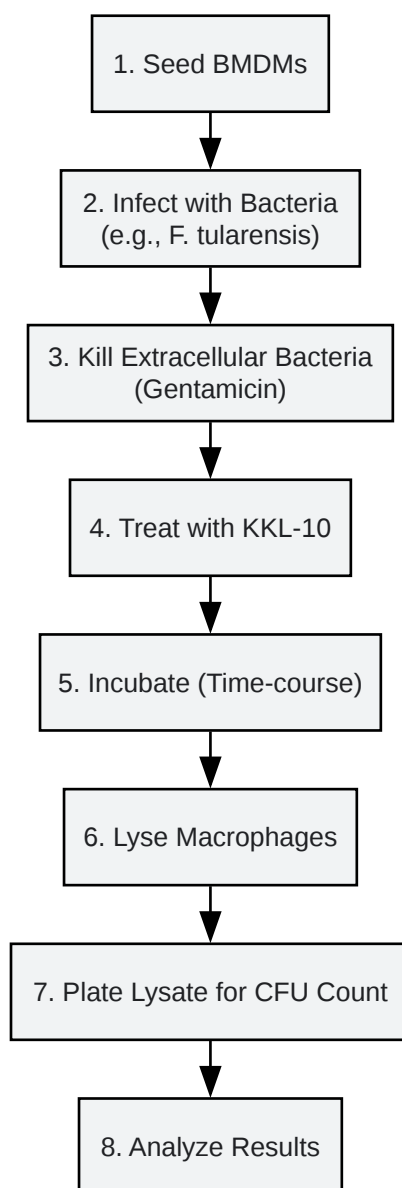 1. Seed BMDMs
2. Infect with Bacteria
(e.g., F. tularensis)
3. Kill Extracellular Bacteria
(Gentamicin)
4. Treat with KKL-10
5. Incubate (Time-course)
6. Lyse Macrophages
7. Plate Lysate for CFU Count
8. Analyze Results